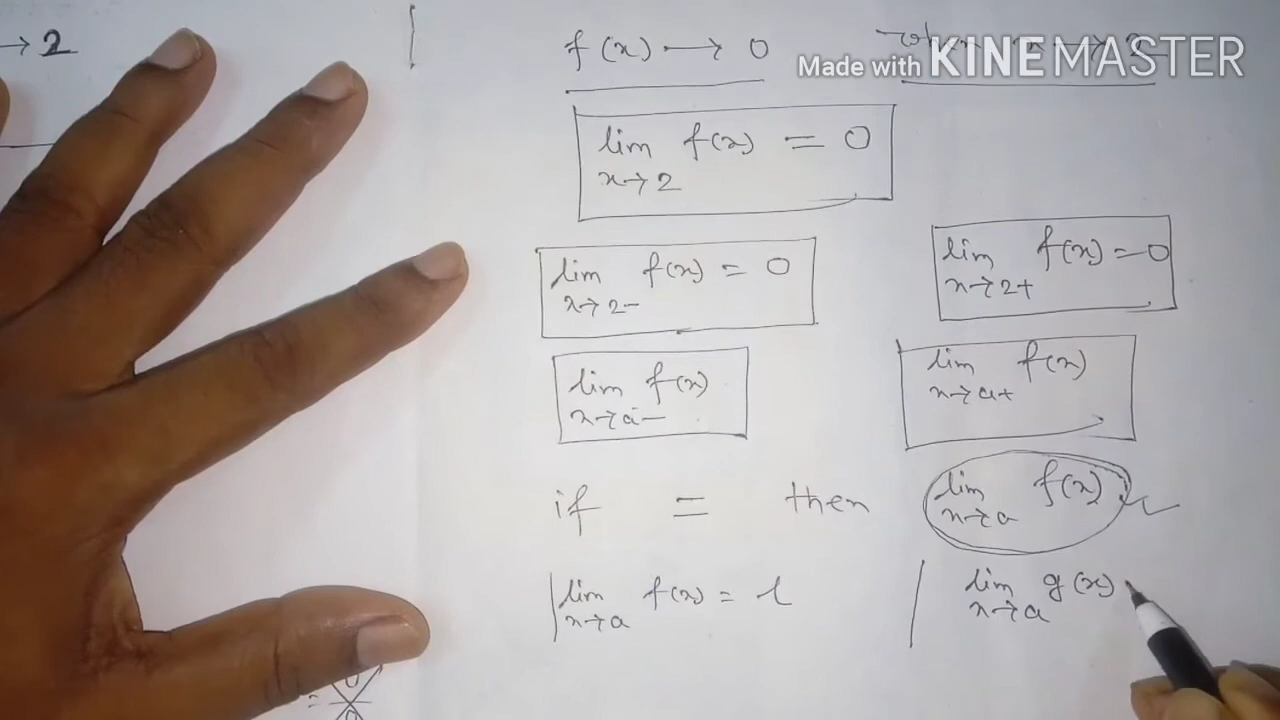 → 2
f(x) → 0
Made with KINEMASTER
lim f(x) = 0
x→2
lim f(x) = 0
x→2-
lim f(x) = 0
x→2+
lim f(x)
x→a-
lim f(x)
x→a+
if = then lim f(x)
x→a
lim f(x) = l
x→a
lim g(x)
x→a
=